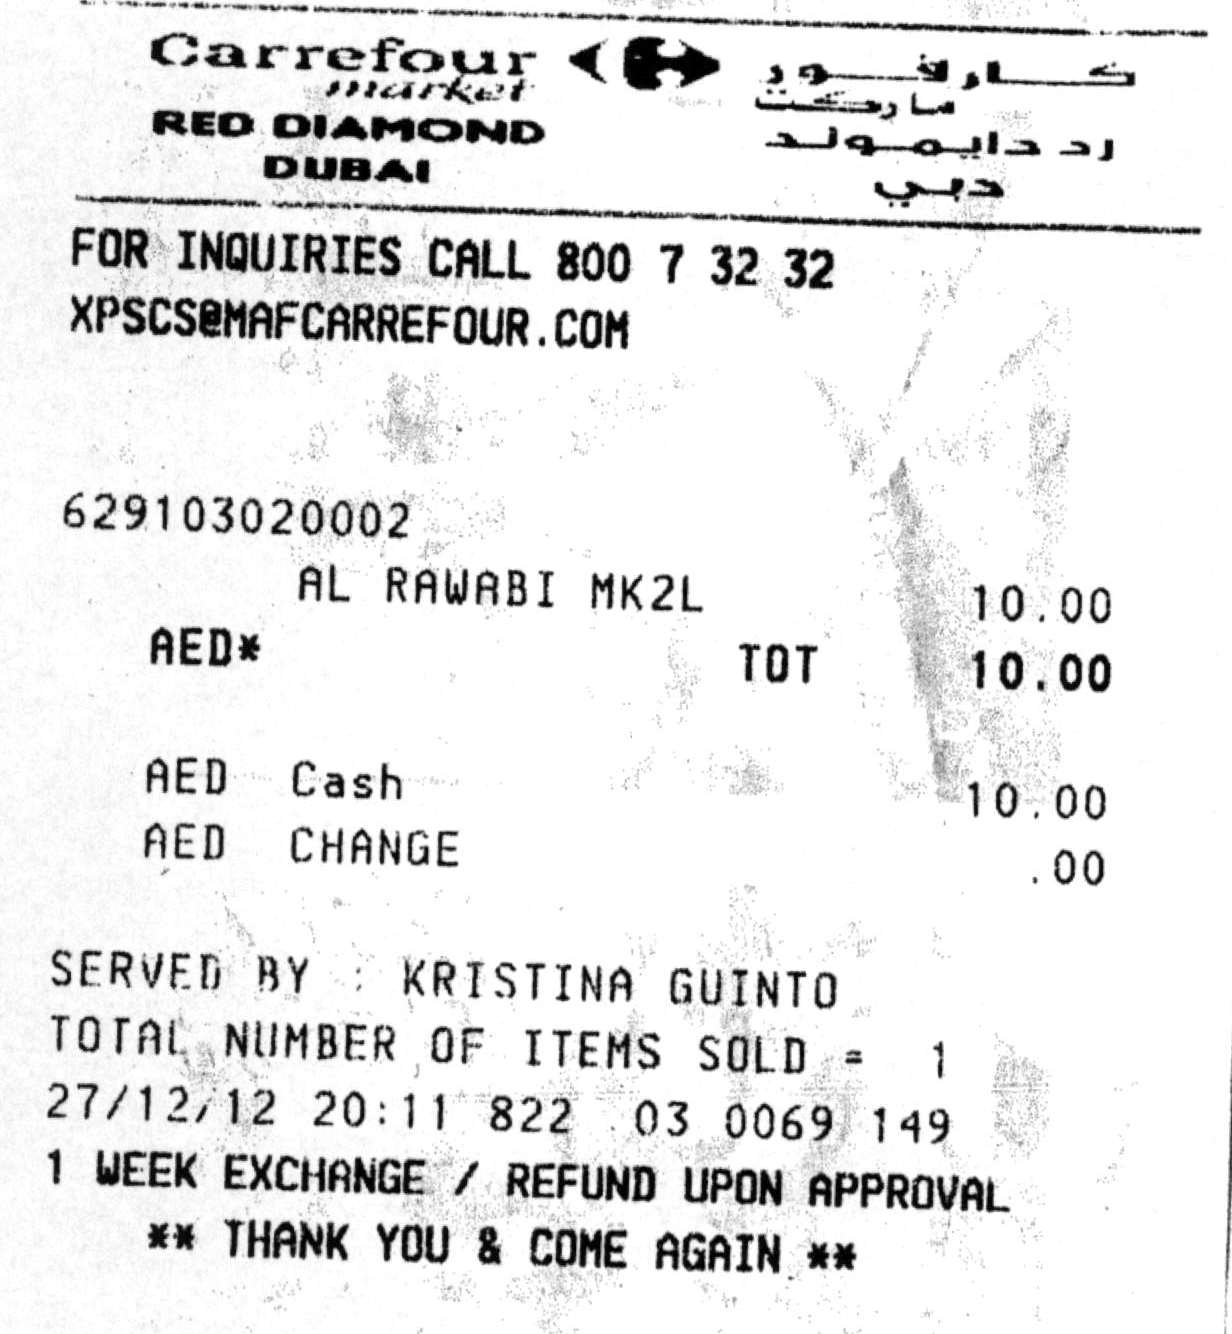 Carrefour
market
RED DIAMOND
DUBAI
كارفور
ماركت
رد دايموند
دبي
FOR INQUIRIES CALL 800 7 32 32
XPSCS@MAFCARREFOUR.COM
629103020002
AL RAWABI MK2L 10.00
AED* TOT 10.00
AED Cash 10.00
AED CHANGE .00
SERVED BY : KRISTINA GUINTO
TOTAL NUMBER OF ITEMS SOLD = 1
27/12/12 20:11 822 03 0069 149
1 WEEK EXCHANGE / REFUND UPON APPROVAL
** THANK YOU & COME AGAIN **